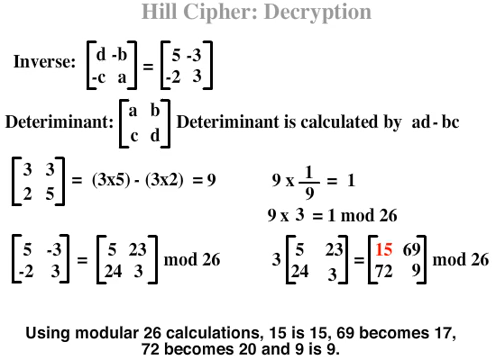 Hill Cipher: Decryption
Inverse: [d -b] = [5 -3]
[-c a] [-2 3]
Deteriminant: [a b] Deteriminant is calculated by ad - bc
[c d]
[3 3] = (3x5) - (3x2) = 9 9 x 1/9 = 1
[2 5]
9 x 3 = 1 mod 26
[5 -3] = [5 23] mod 26 3 [5 23] = [15 69] mod 26
[-2 3] [24 3] [24 3] [72 9]
Using modular 26 calculations, 15 is 15, 69 becomes 17,
72 becomes 20 and 9 is 9.